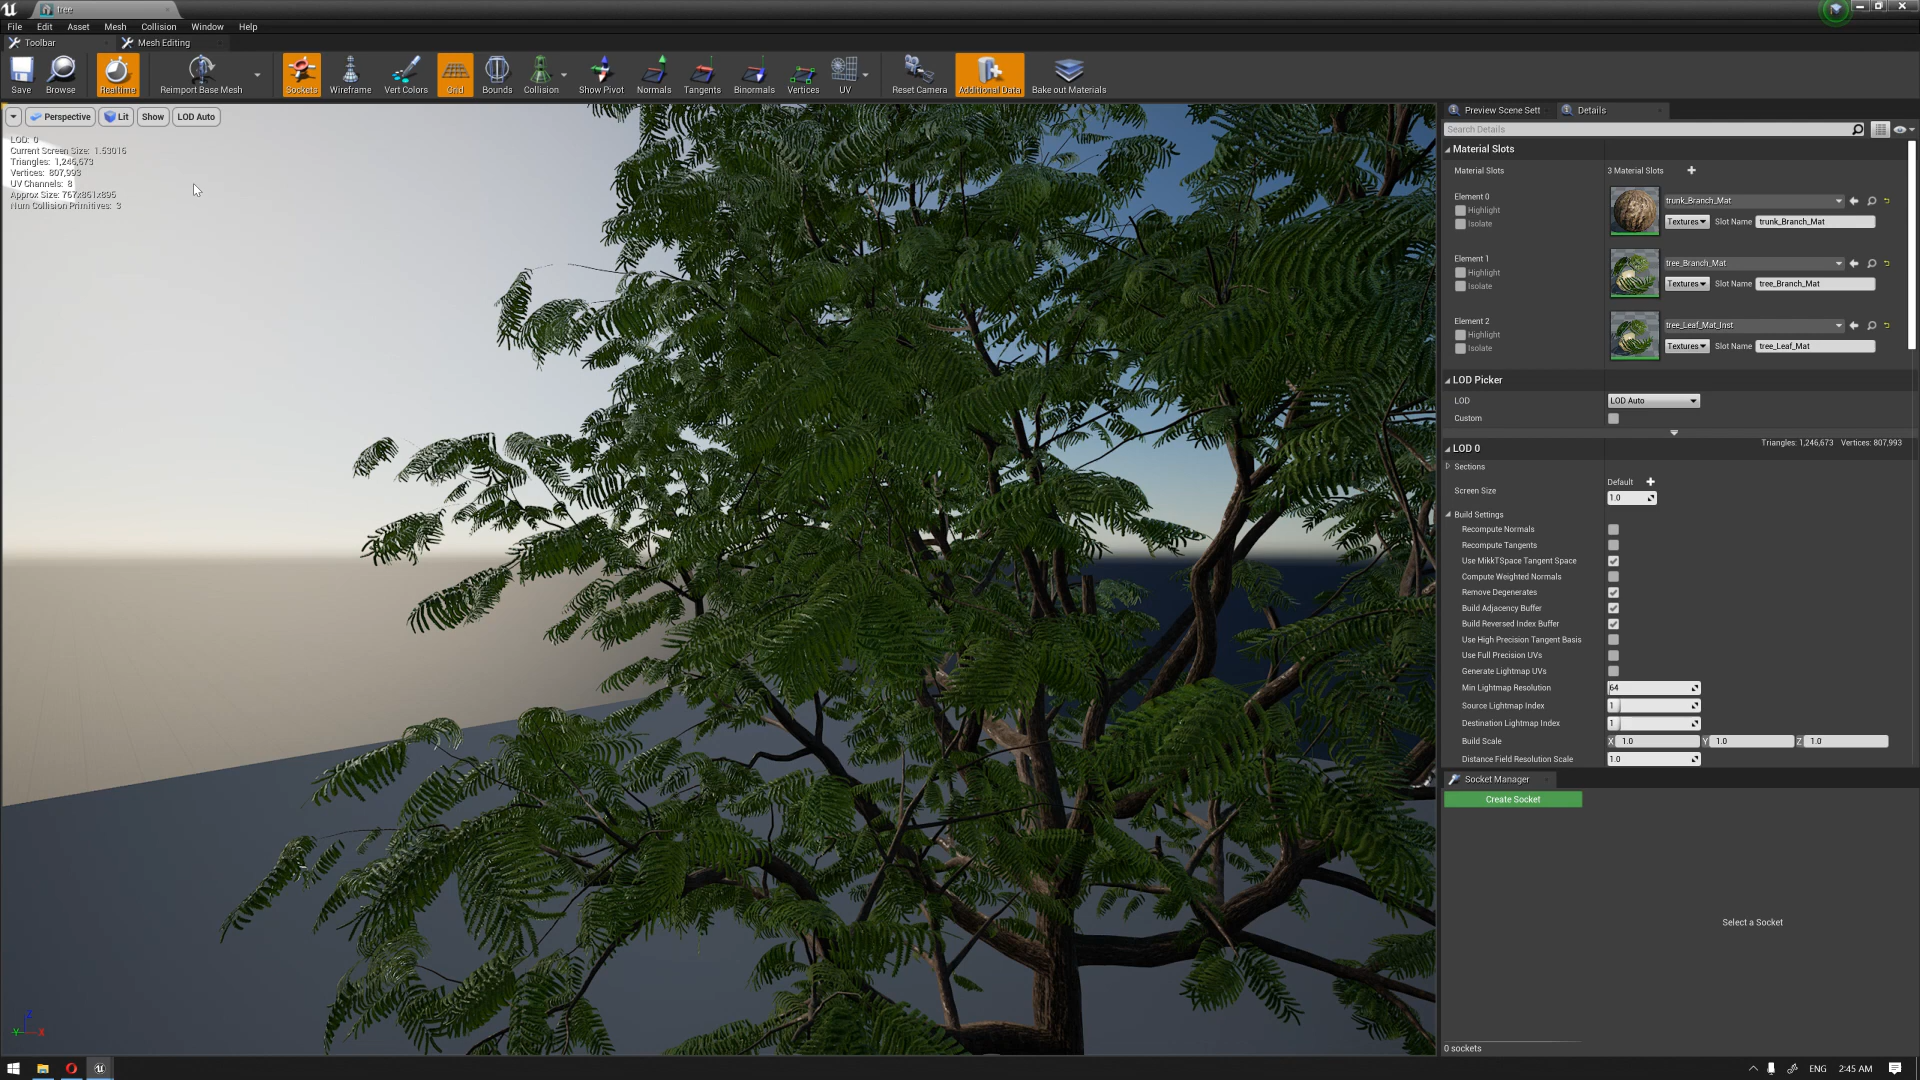 tree
File Edit Asset Mesh Collision Window Help
Toolbar Mesh Editing
Save Browse Realtime Reimport Base Mesh Sockets Wireframe Vert Colors Grid Bounds Collision Show Pivot Normals Tangents Binormals Vertices UV Reset Camera Additional Data Bake out Materials
Perspective Lit Show LOD Auto
LOD: 0
Current Screen Size: 1.53016
Triangles: 1,246,673
Vertices: 807,993
UV Channels: 8
Approx Size: 767x861x895
Num Collision Primitives: 3
Preview Scene Sett Details
Search Details
Material Slots
Material Slots 3 Material Slots
Element 0
Highlight
Isolate
trunk_Branch_Mat
Textures Slot Name trunk_Branch_Mat
Element 1
Highlight
Isolate
tree_Branch_Mat
Textures Slot Name tree_Branch_Mat
Element 2
Highlight
Isolate
tree_Leaf_Mat_Inst
Textures Slot Name tree_Leaf_Mat
LOD Picker
LOD LOD Auto
Custom
Triangles: 1,246,673 Vertices: 807,993
LOD 0
Sections
Screen Size Default 1.0
Build Settings
Recompute Normals
Recompute Tangents
Use MikkTSpace Tangent Space
Compute Weighted Normals
Remove Degenerates
Build Adjacency Buffer
Build Reversed Index Buffer
Use High Precision Tangent Basis
Use Full Precision UVs
Generate Lightmap UVs
Min Lightmap Resolution 64
Source Lightmap Index 1
Destination Lightmap Index 1
Build Scale X 1.0 Y 1.0 Z 1.0
Distance Field Resolution Scale 1.0
Socket Manager
Create Socket
Select a Socket
0 sockets
Z
Y X
ENG 2:45 AM